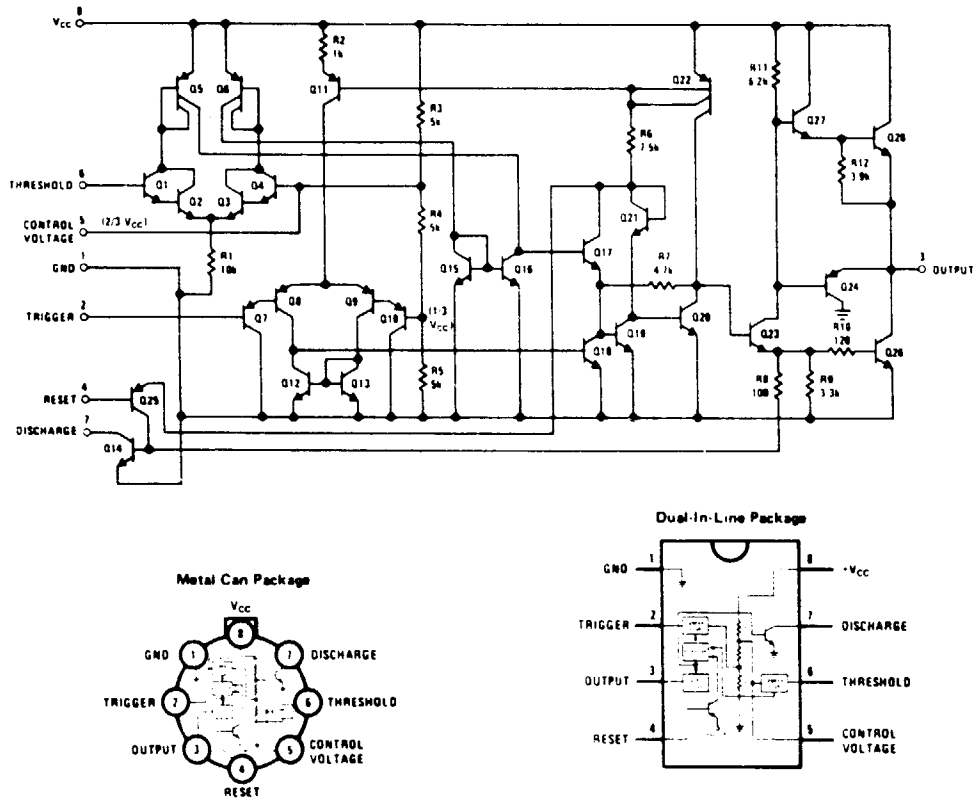 8
VCC
R2
1k
Q5
Q6
Q11
R3
5k
Q22
R11
6.2k
Q27
Q28
R6
7.5k
R12
3.9k
6
THRESHOLD
Q1
Q2
Q3
Q4
5
CONTROL
VOLTAGE
(2/3 VCC)
R4
5k
Q21
1
GND
R1
10k
Q15
Q16
Q17
R7
4.7k
3
OUTPUT
Q24
2
TRIGGER
Q7
Q8
Q9
Q10
(1/3
VCC)
Q18
Q19
Q20
Q23
R10
120
Q26
Q12
Q13
R5
5k
R8
100
R9
3.3k
4
RESET
Q25
7
DISCHARGE
Q14
Metal Can Package
VCC
8
GND
1
7
DISCHARGE
TRIGGER
2
6
THRESHOLD
OUTPUT
3
5
CONTROL
VOLTAGE
4
RESET
Dual-In-Line Package
GND
1
8
+VCC
TRIGGER
2
7
DISCHARGE
OUTPUT
3
6
THRESHOLD
RESET
4
5
CONTROL
VOLTAGE